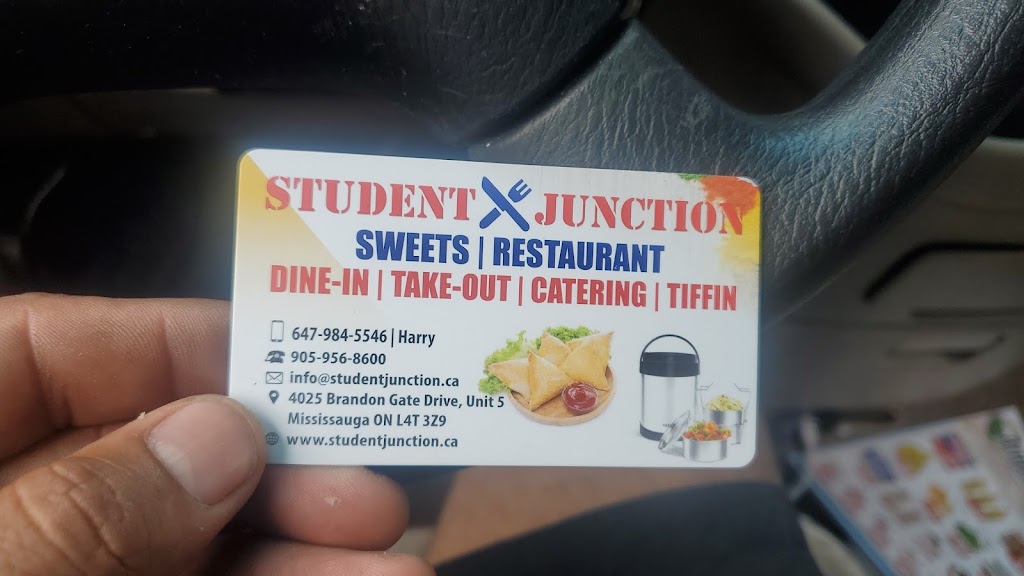 STUDENT JUNCTION
SWEETS | RESTAURANT
DINE-IN | TAKE-OUT | CATERING | TIFFIN
647-984-5546 | Harry
905-956-8600
info@studentjunction.ca
4025 Brandon Gate Drive, Unit 5
Mississauga ON L4T 3Z9
www.studentjunction.ca